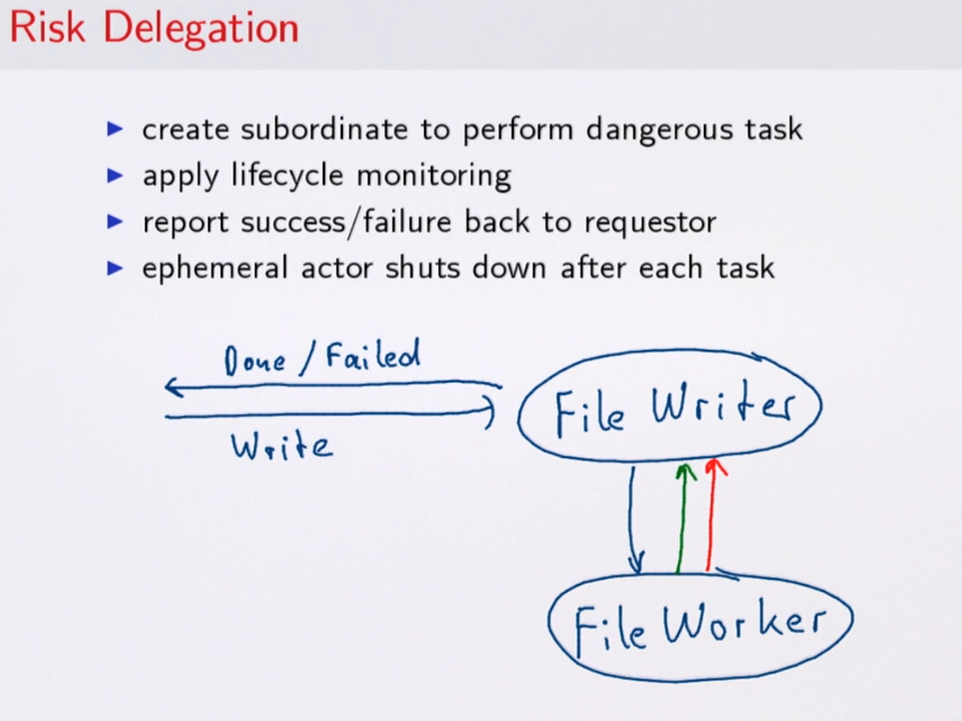 Risk Delegation
create subordinate to perform dangerous task
apply lifecycle monitoring
report success/failure back to requestor
ephemeral actor shuts down after each task
Done / Failed
Write
File Writer
File Worker